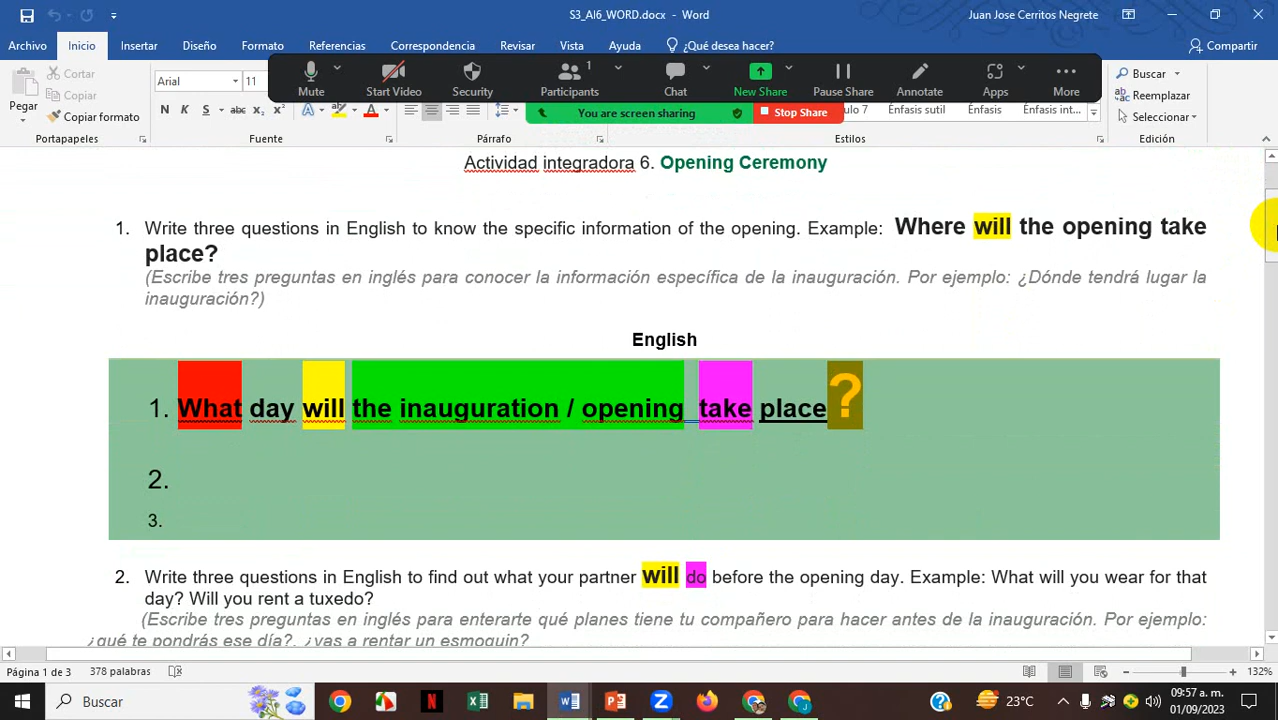 S3_AI6_WORD.docx - Word
Juan Jose Cerritos Negrete
Archivo Inicio Insertar Diseño Formato Referencias Correspondencia Revisar Vista Ayuda ¿Qué desea hacer? Compartir
Pegar
Cortar
Copiar
Copiar formato
Portapapeles
Arial 11
N K S abc x₂ x²
Fuente
Párrafo
Mute Start Video Security Participants 1 Chat New Share Pause Share Annotate Apps More
You are screen sharing Stop Share
ulo 7 Énfasis sutil Énfasis Énfasis int...
Estilos
Buscar
Reemplazar
Seleccionar
Edición
Actividad integradora 6. Opening Ceremony
1. Write three questions in English to know the specific information of the opening. Example: Where will the opening take
place?
(Escribe tres preguntas en inglés para conocer la información específica de la inauguración. Por ejemplo: ¿Dónde tendrá lugar la
inauguración?)
English
1. What day will the inauguration / opening take place?
2.
3.
2. Write three questions in English to find out what your partner will do before the opening day. Example: What will you wear for that
day? Will you rent a tuxedo?
(Escribe tres preguntas en inglés para enterarte qué planes tiene tu compañero para hacer antes de la inauguración. Por ejemplo:
¿qué te pondrás ese día?, ¿vas a rentar un esmoquin?
Página 1 de 3 378 palabras 132%
Buscar
23°C
09:57 a. m.
01/09/2023